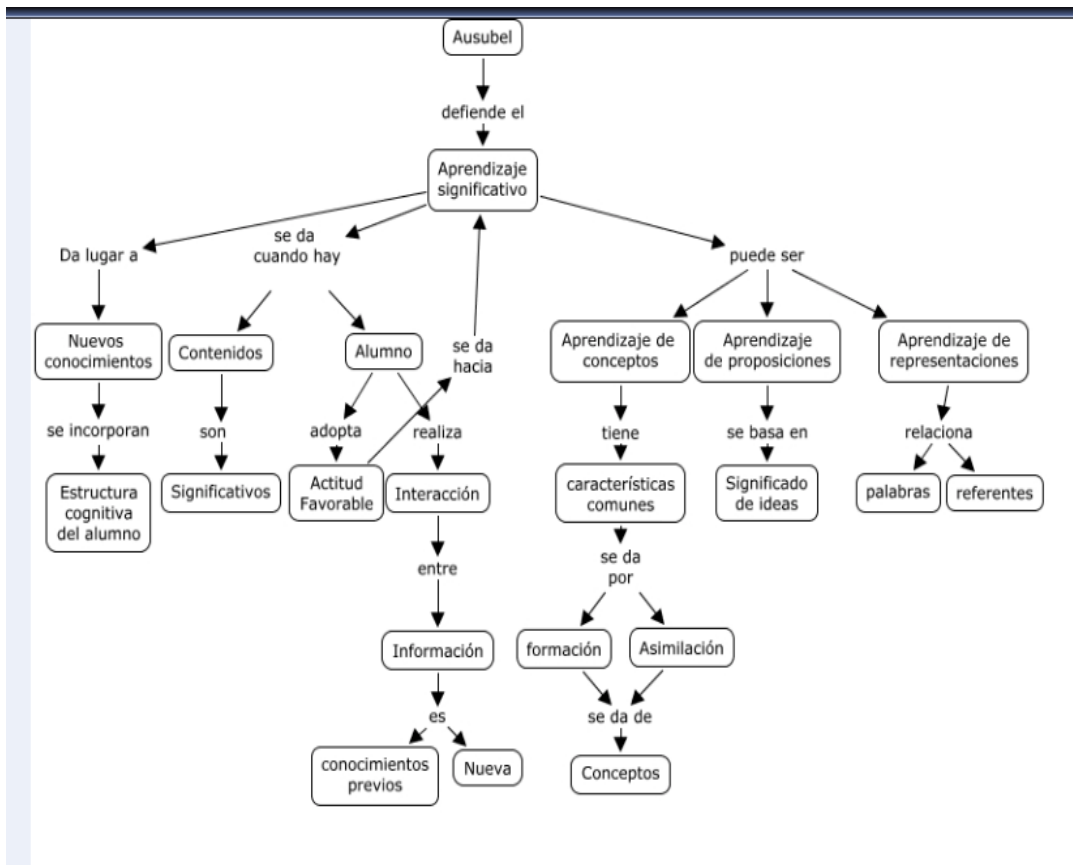 Ausubel
defiende el
Aprendizaje
significativo
Da lugar a
se da
cuando hay
puede ser
Nuevos
conocimientos
Contenidos
Alumno
se da
hacia
Aprendizaje de
conceptos
Aprendizaje
de proposiciones
Aprendizaje de
representaciones
se incorporan
son
adopta
realiza
tiene
se basa en
relaciona
Estructura
cognitiva
del alumno
Significativos
Actitud
Favorable
Interacción
características
comunes
Significado
de ideas
palabras
referentes
entre
se da
por
Información
formación
Asimilación
es
se da de
conocimientos
previos
Nueva
Conceptos